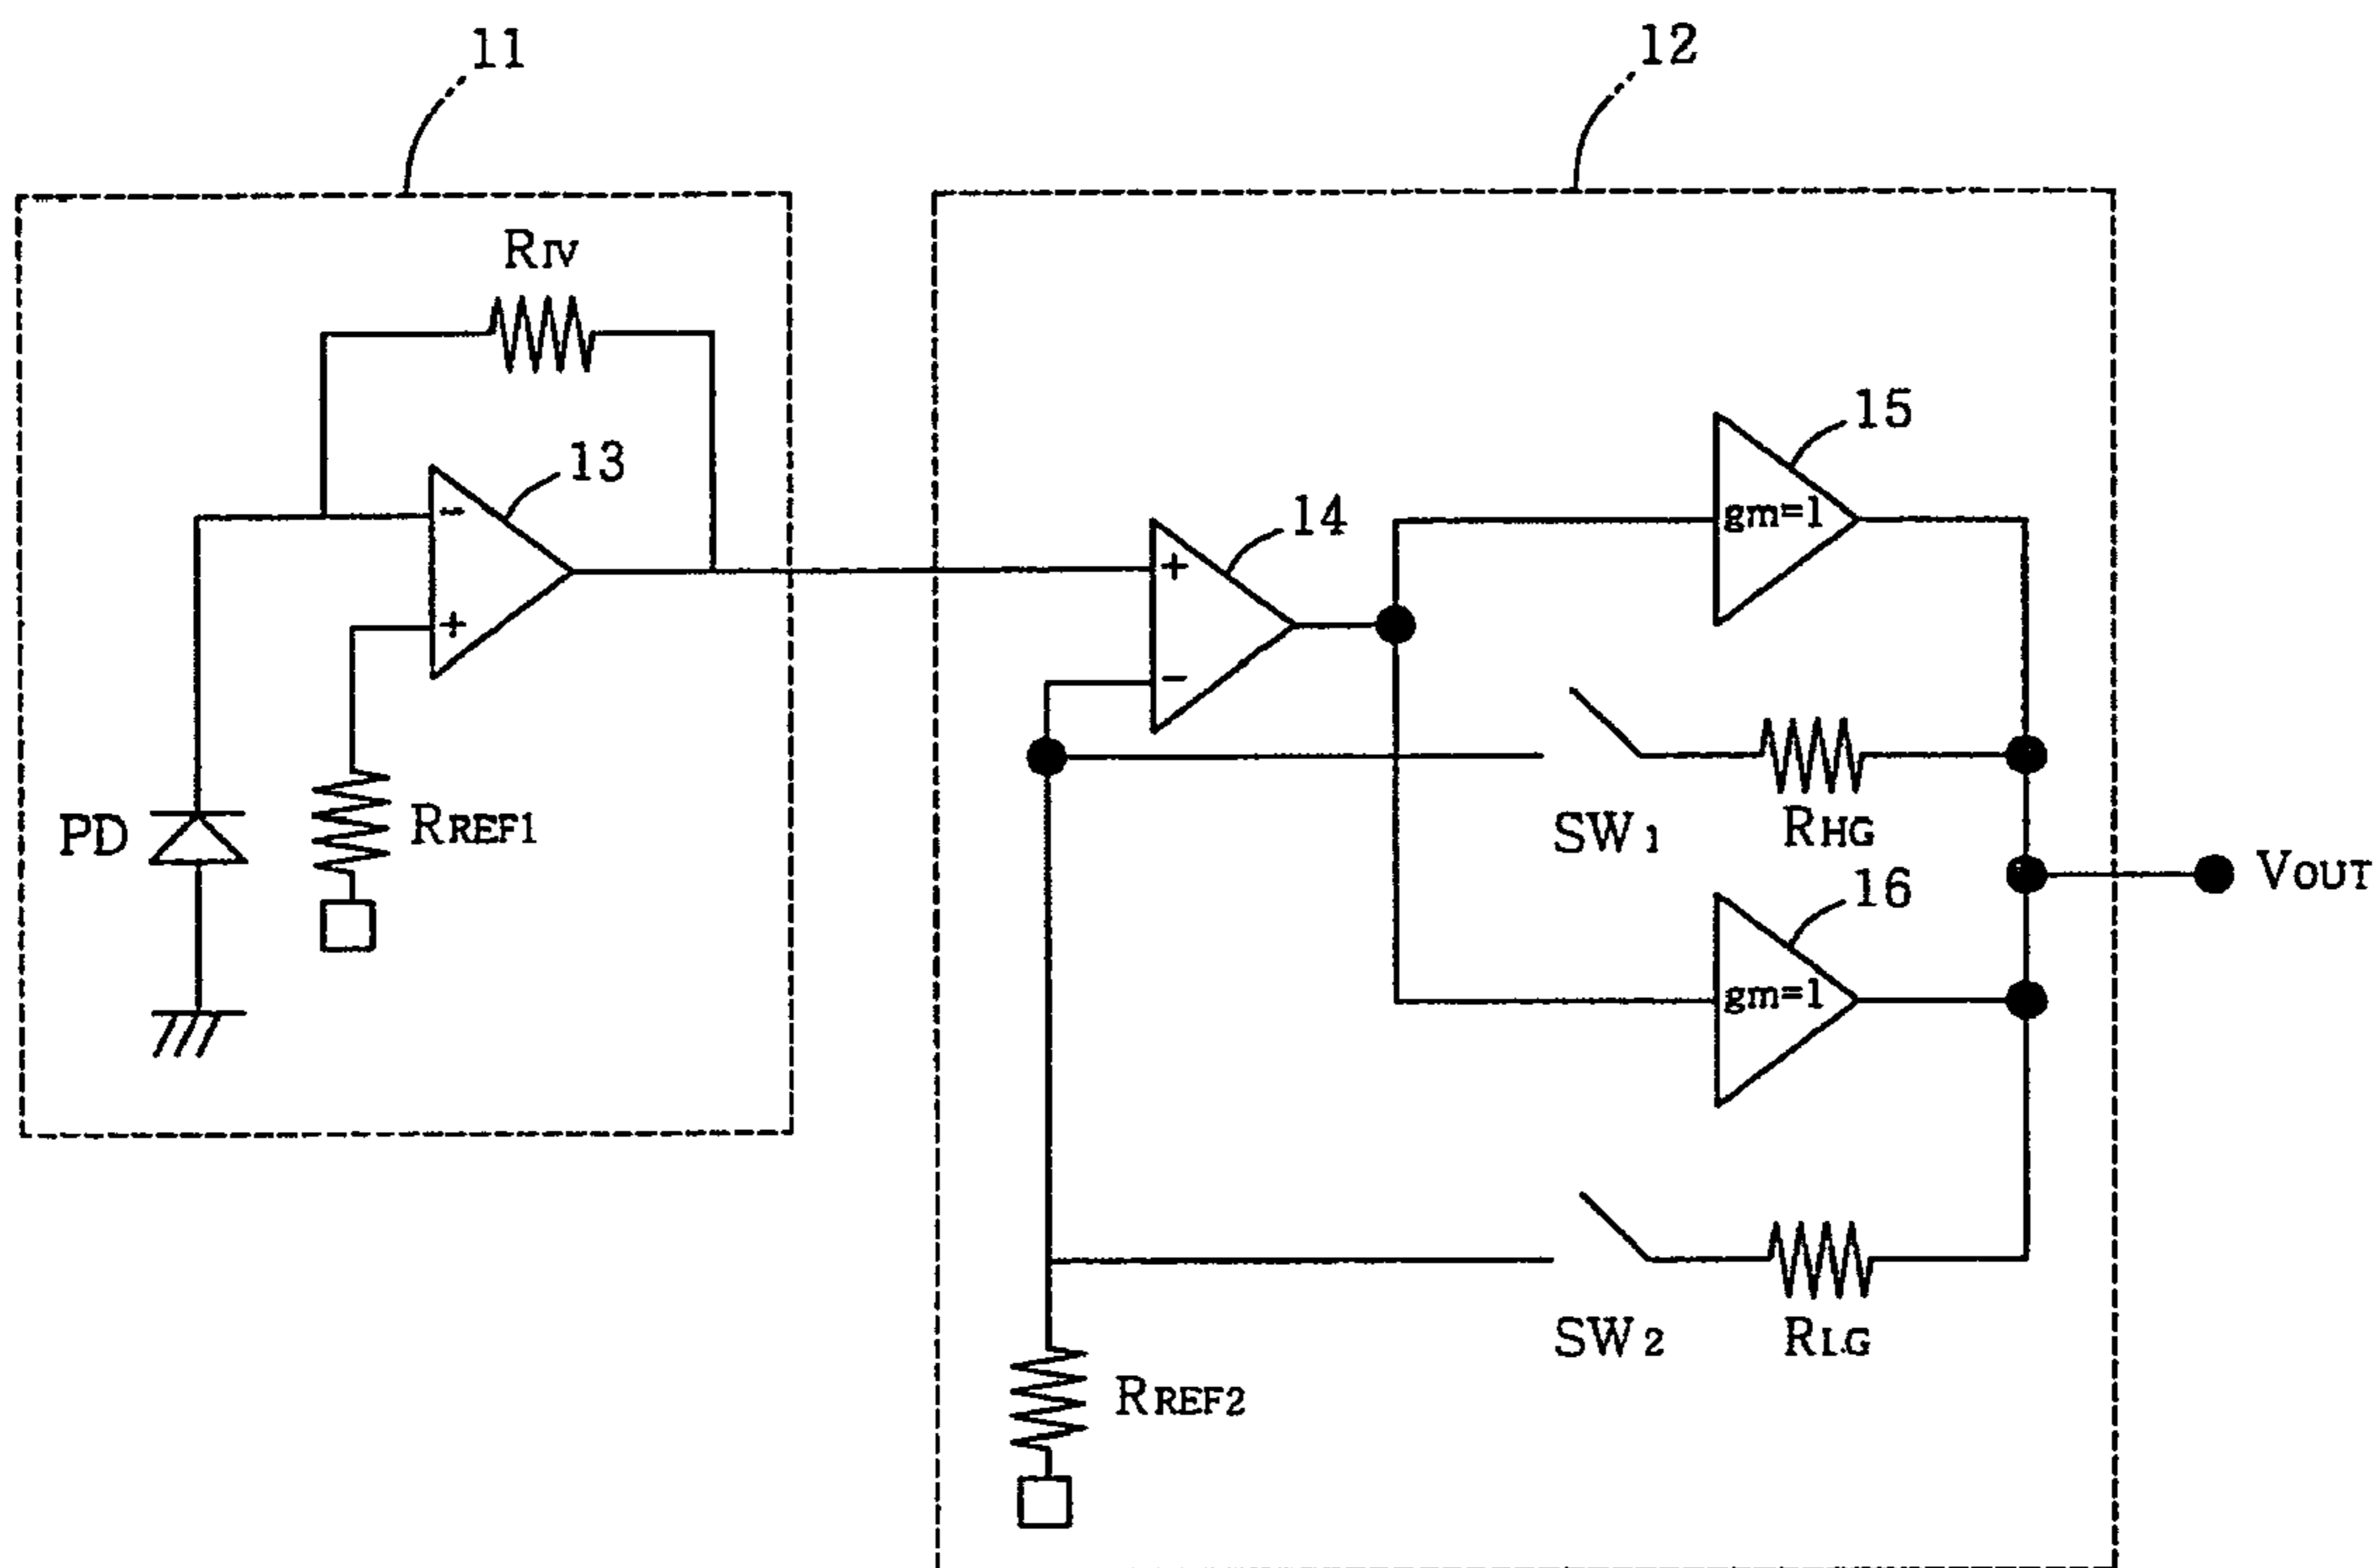 11
12
RIV
13
-
+
PD
RREF1
14
+
-
15
gm=1
SW1
RHG
VOUT
16
gm=1
SW2
RLG
RREF2